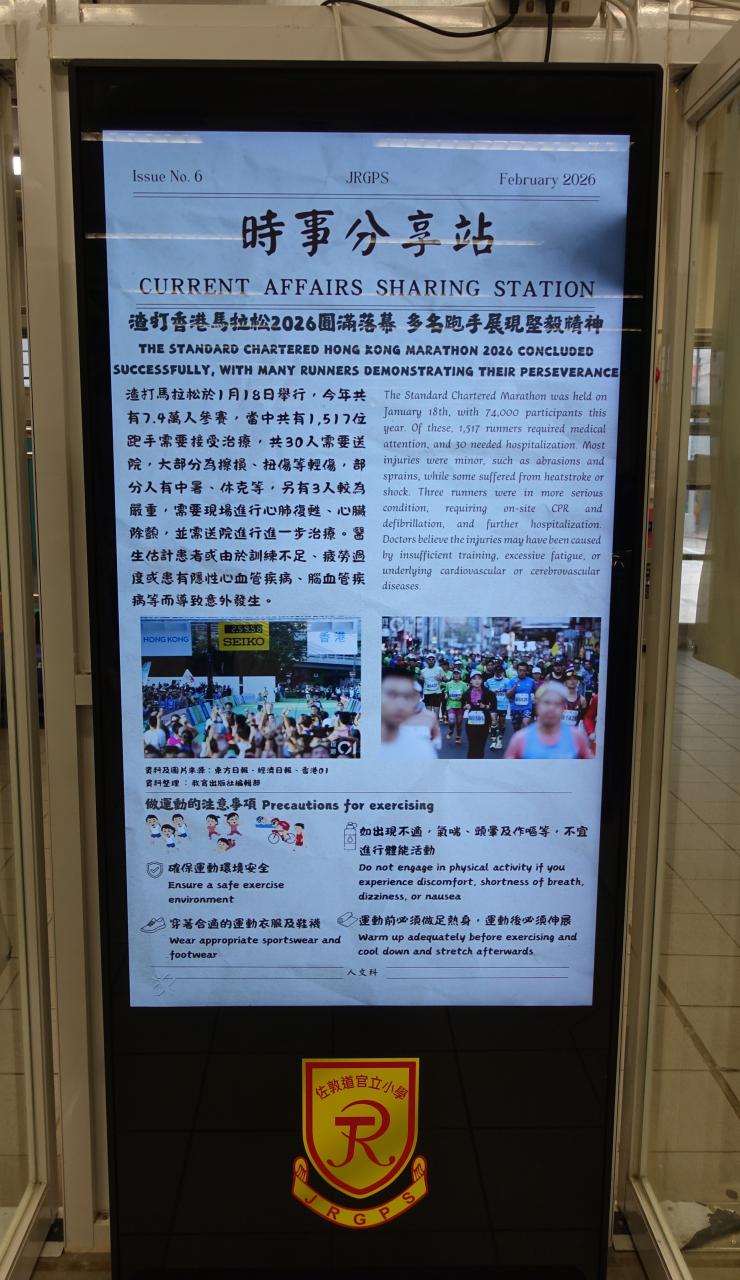 Issue No. 6
JRGPS
February 2026
時事分享站
CURRENT AFFAIRS SHARING STATION
渣打香港馬拉松2026圓滿落幕 多名跑手展現堅毅精神
THE STANDARD CHARTERED HONG KONG MARATHON 2026 CONCLUDED
SUCCESSFULLY, WITH MANY RUNNERS DEMONSTRATING THEIR PERSEVERANCE
渣打馬拉松於1月18日舉行，今年共
有7.4萬人參賽，當中共有1,517位
跑手需要接受治療，共30人需要送
院，大部分為擦損、扭傷等輕傷，部
分人有中暑、休克等，另有3人較為
嚴重，需要現場進行心肺復甦、心臟
除顫，並需送院進行進一步治療。醫
生估計患者或由於訓練不足、疲勞過
度或患有隱性心血管疾病、腦血管疾
病等而導致意外發生。
The Standard Chartered Marathon was held on
January 18th, with 74,000 participants this
year. Of these, 1,517 runners required medical
attention, and 30 needed hospitalization. Most
injuries were minor, such as abrasions and
sprains, while some suffered from heatstroke or
shock. Three runners were in more serious
condition, requiring on-site CPR and
defibrillation, and further hospitalization.
Doctors believe the injuries may have been caused
by insufficient training, excessive fatigue, or
underlying cardiovascular or cerebrovascular
diseases.
HONG KONG
SEIKO
香港
01
資料及圖片來源：東方日報、經濟日報、香港01
資料整理：教育出版社編輯部
做運動的注意事項 Precautions for exercising
確保運動環境安全
Ensure a safe exercise
environment
穿著合適的運動衣服及鞋襪
Wear appropriate sportswear and
footwear
如出現不適，氣喘、頭暈及作嘔等，不宜
進行體能活動
Do not engage in physical activity if you
experience discomfort, shortness of breath,
dizziness, or nausea
運動前必須做足熱身，運動後必須伸展
Warm up adequately before exercising and
cool down and stretch afterwards
人文科
佐敦道官立小學
JR
JRGPS